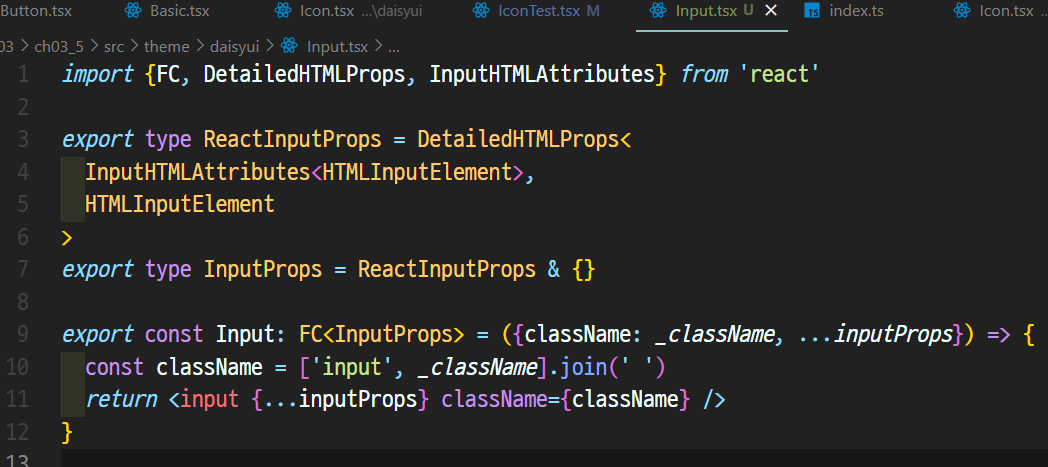 Button.tsx Basic.tsx Icon.tsx ...\daisyui IconTest.tsx M Input.tsx U × TS index.ts Icon.tsx ...
03 > ch03_5 > src > theme > daisyui > Input.tsx > ...
1 import {FC, DetailedHTMLProps, InputHTMLAttributes} from 'react'
2
3 export type ReactInputProps = DetailedHTMLProps<
4 InputHTMLAttributes<HTMLInputElement>,
5 HTMLInputElement
6 >
7 export type InputProps = ReactInputProps & {}
8
9 export const Input: FC<InputProps> = ({className: _className, ...inputProps}) => {
10 const className = ['input', _className].join(' ')
11 return <input {...inputProps} className={className} />
12 }
13